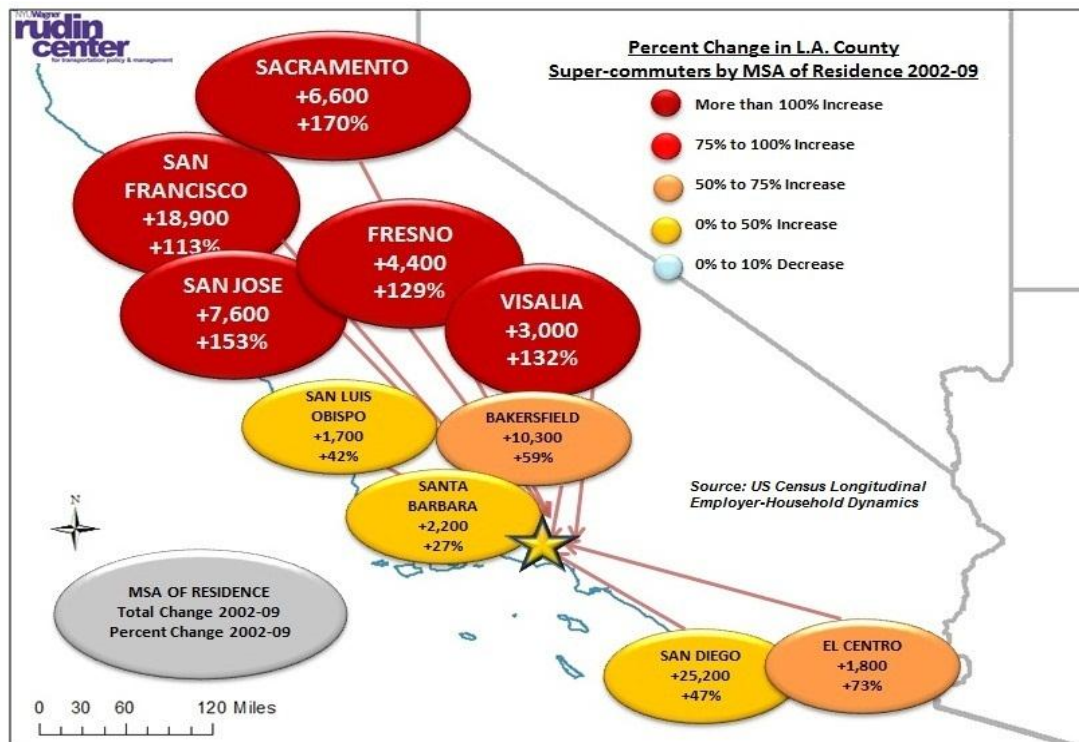 NYUWagner
rudin
center
for transportation policy & management
Percent Change in L.A. County
Super-commuters by MSA of Residence 2002-09
More than 100% Increase
75% to 100% Increase
50% to 75% Increase
0% to 50% Increase
0% to 10% Decrease
SACRAMENTO
+6,600
+170%
SAN
FRANCISCO
+18,900
+113%
FRESNO
+4,400
+129%
SAN JOSE
+7,600
+153%
VISALIA
+3,000
+132%
SAN LUIS
OBISPO
+1,700
+42%
BAKERSFIELD
+10,300
+59%
SANTA
BARBARA
+2,200
+27%
Source: US Census Longitudinal
Employer-Household Dynamics
N
MSA OF RESIDENCE
Total Change 2002-09
Percent Change 2002-09
SAN DIEGO
+25,200
+47%
EL CENTRO
+1,800
+73%
0 30 60 120 Miles